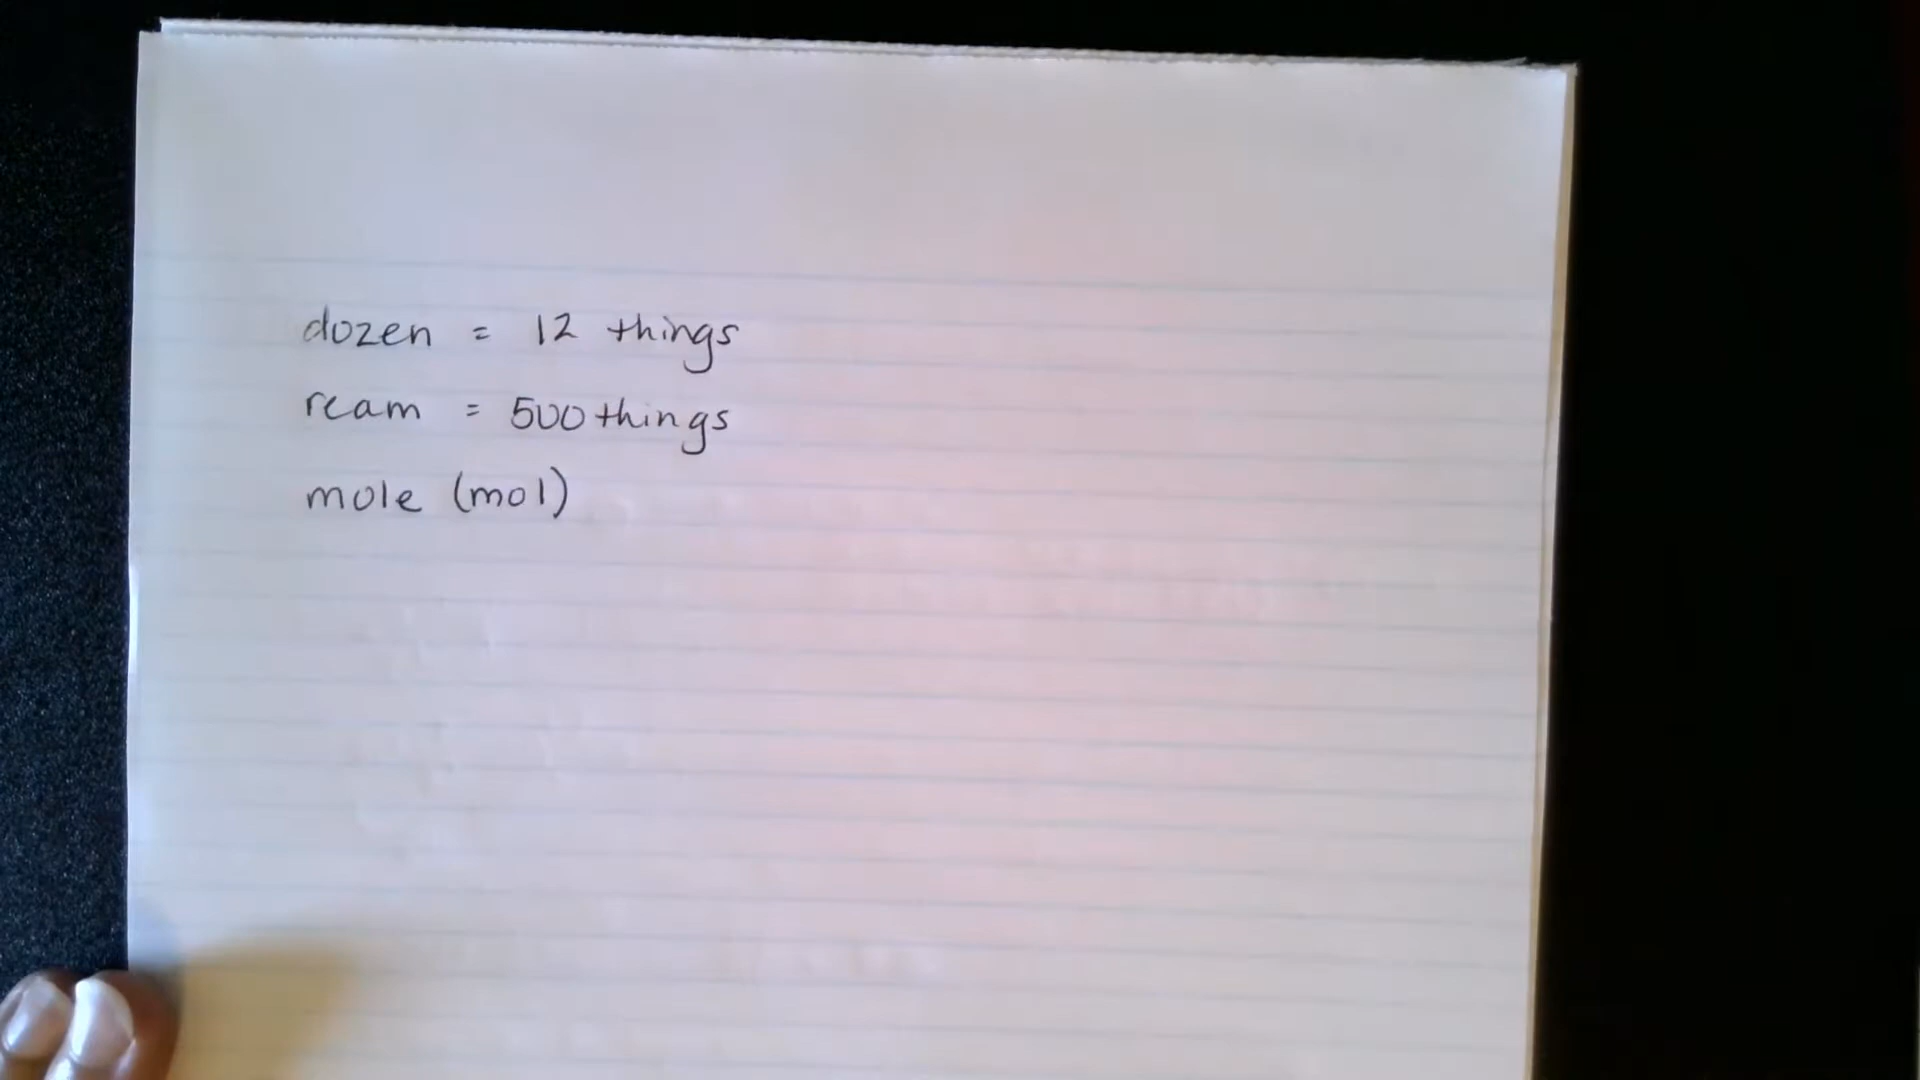 dozen = 12 things
ream = 500 things
mole (mol)